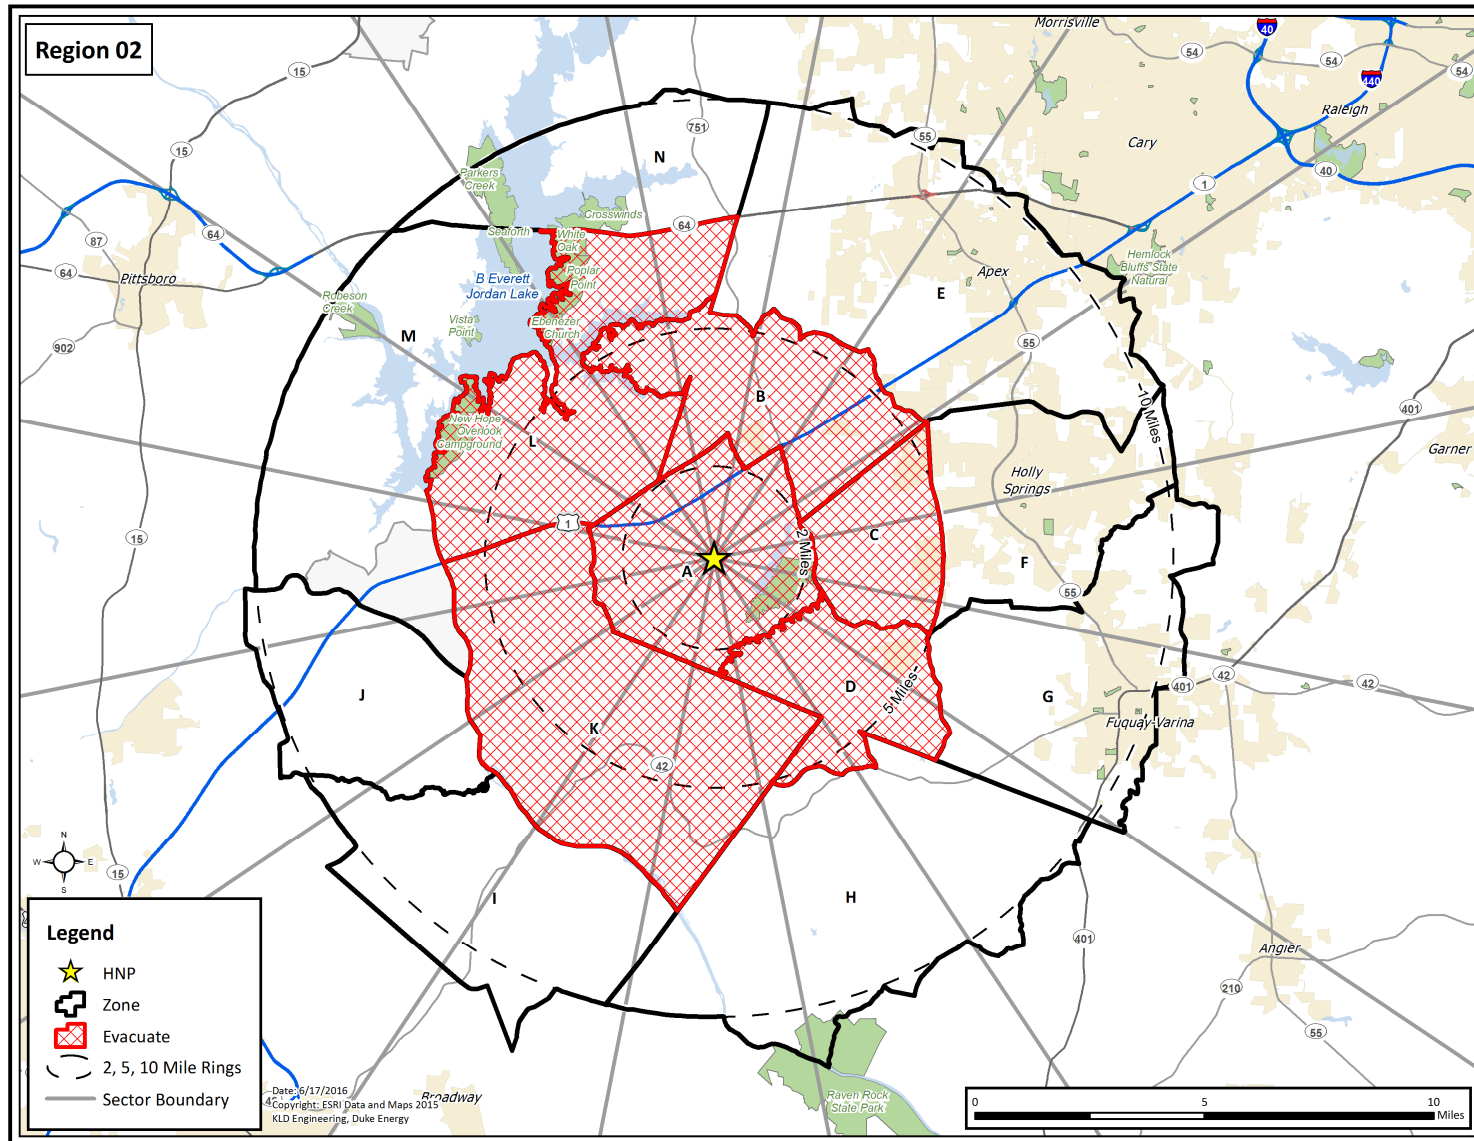 Region 02
Morrisville
40
54
54
54
440
15
751
55
Raleigh
Cary
N
15
Parkers
Creek
40
1
Crosswinds
64
Seaforth
White
Oak
87
64
64
Pittsboro
B Everett
Jordan Lake
Poplar
Point
Apex
Hemlock
Bluffs State
Natural
E
Robeson
Creek
Vista
Point
Ebenezer
Church
M
902
55
B
10 Miles
401
New Hope
Overlook
Campground
L
Garner
Holly
Springs
1
2 Miles
C
15
A
F
55
J
D
5 Miles
G
401
42
42
K
Fuquay-Varina
42
N
W
E
S
15
I
H
401
Angier
210
55
Legend
HNP
Zone
Evacuate
2, 5, 10 Mile Rings
Sector Boundary
Date: 6/17/2016
Copyright: ESRI Data and Maps 2015
KLD Engineering, Duke Energy
Broadway
Raven Rock
State Park
0
5
10
Miles